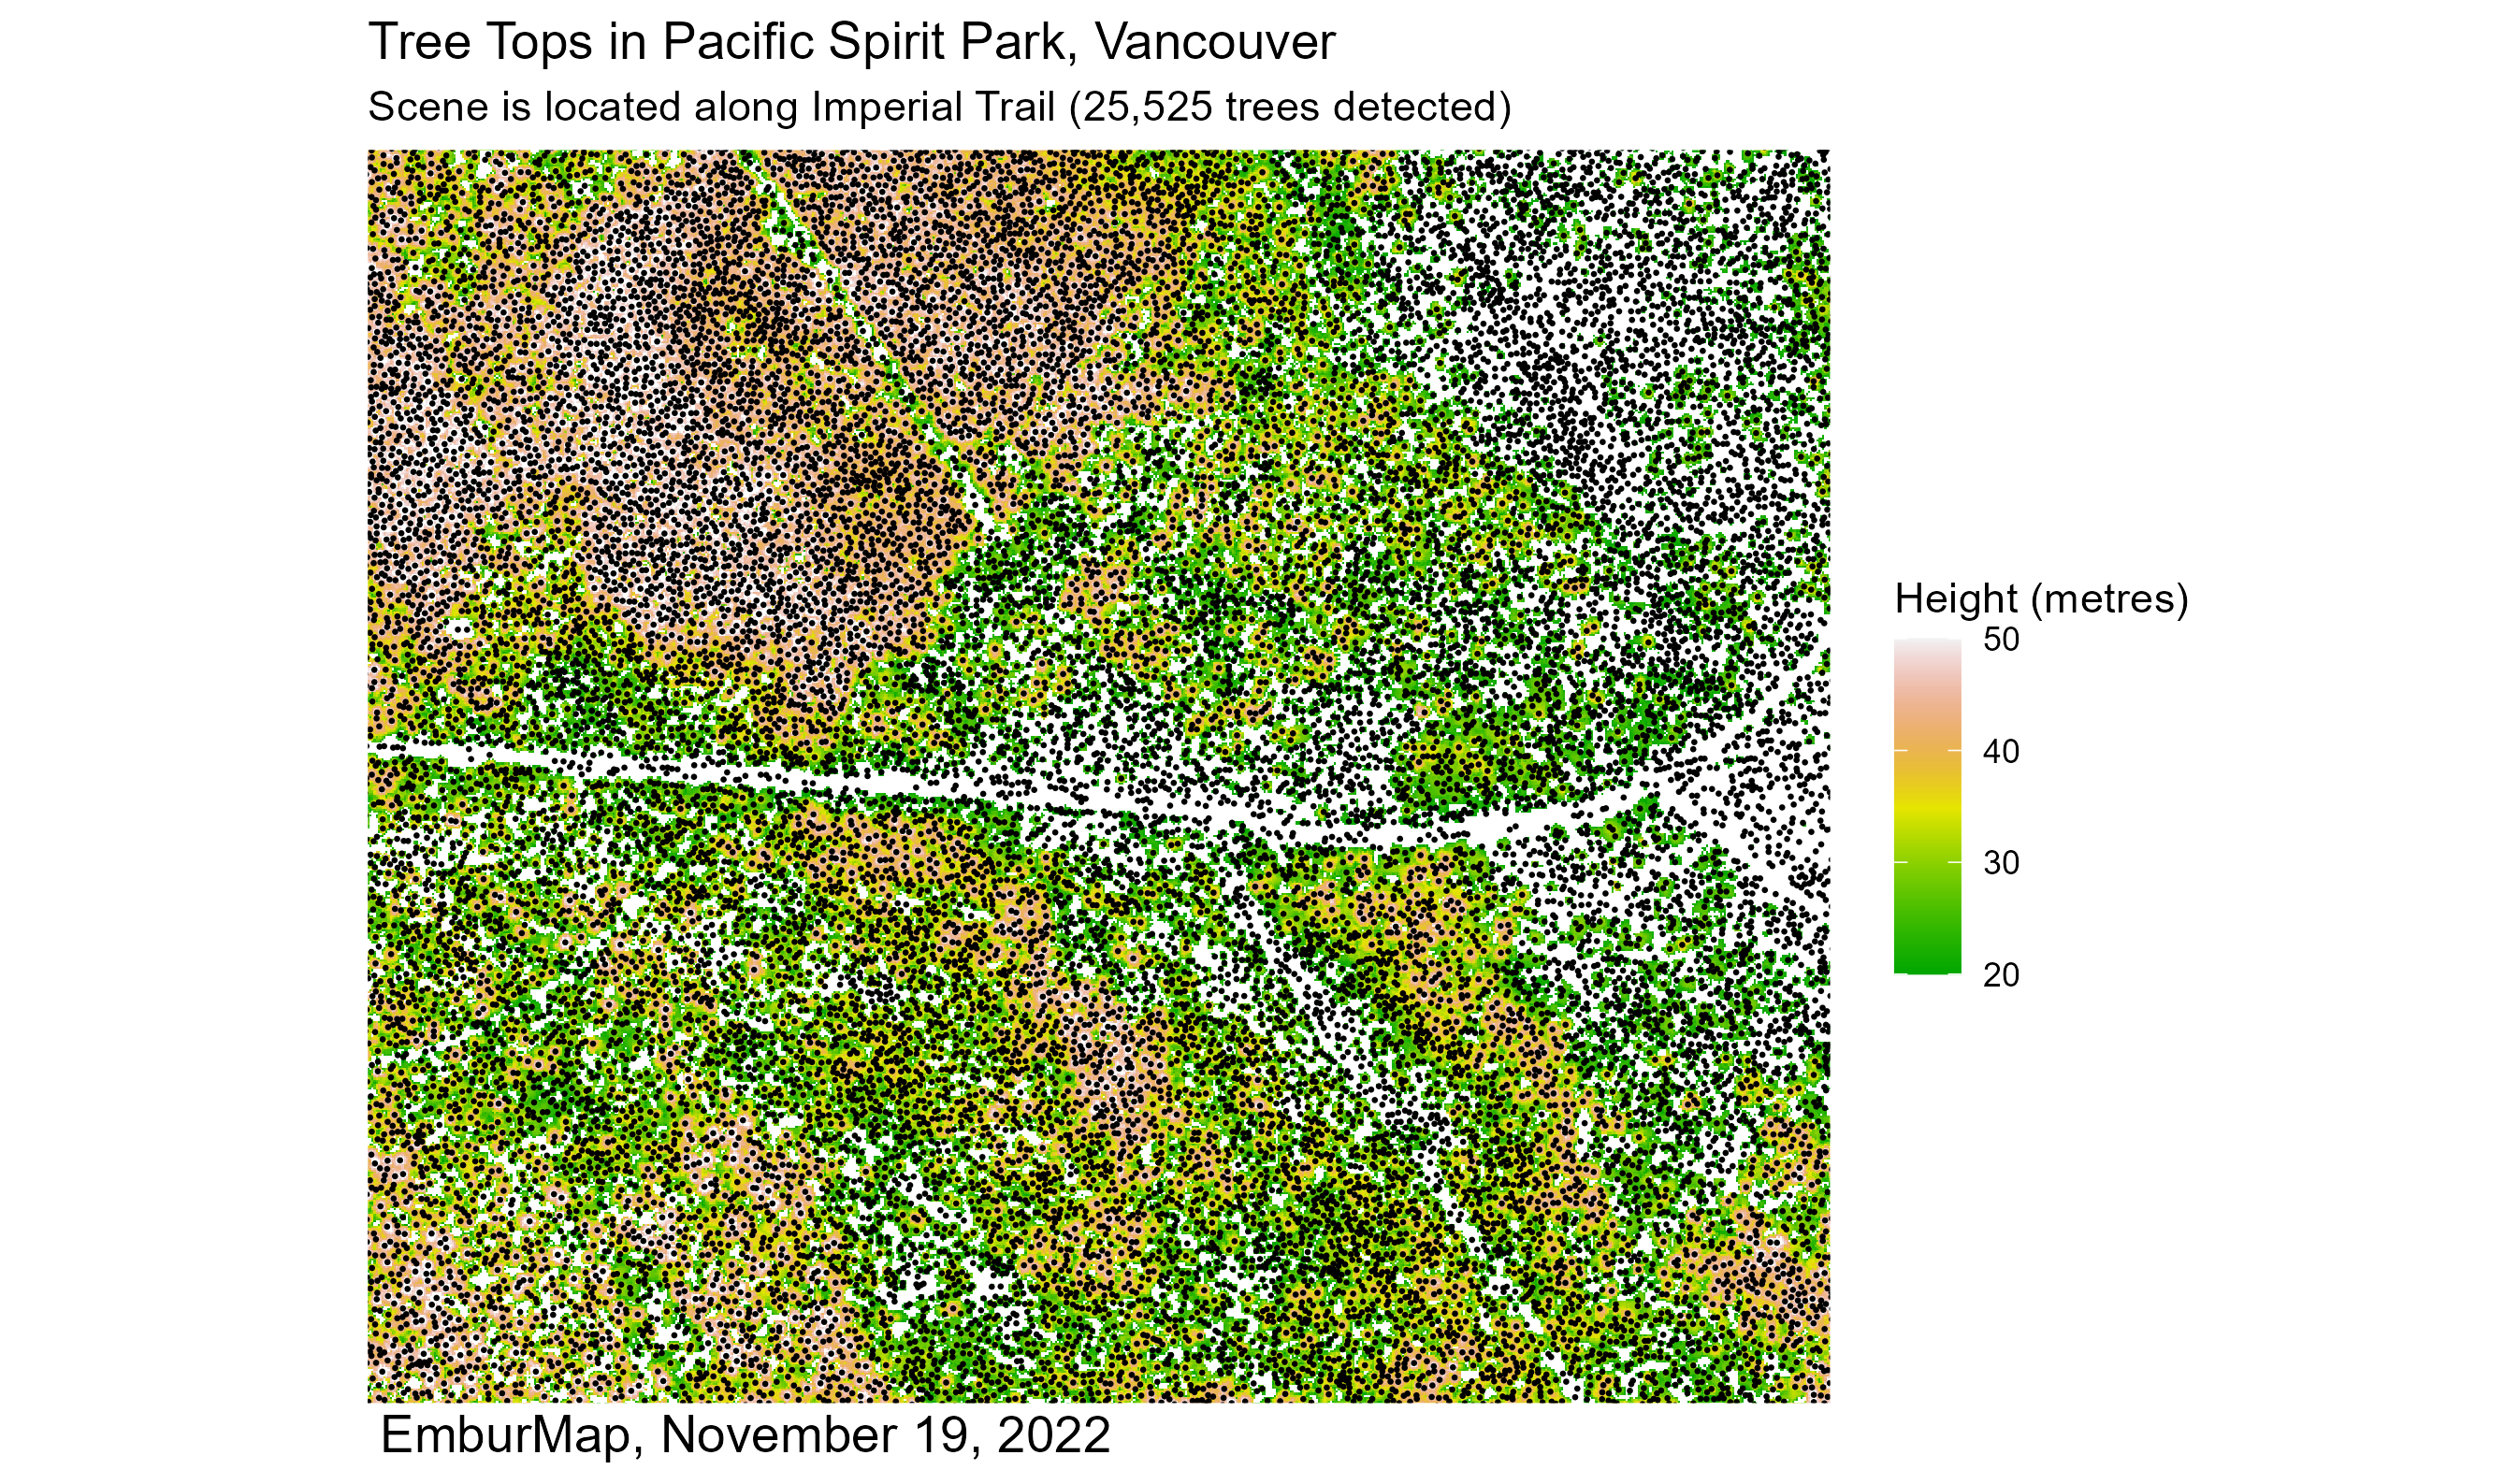 Tree Tops in Pacific Spirit Park, Vancouver
Scene is located along Imperial Trail (25,525 trees detected)
Height (metres)
50
40
30
20
EmburMap, November 19, 2022